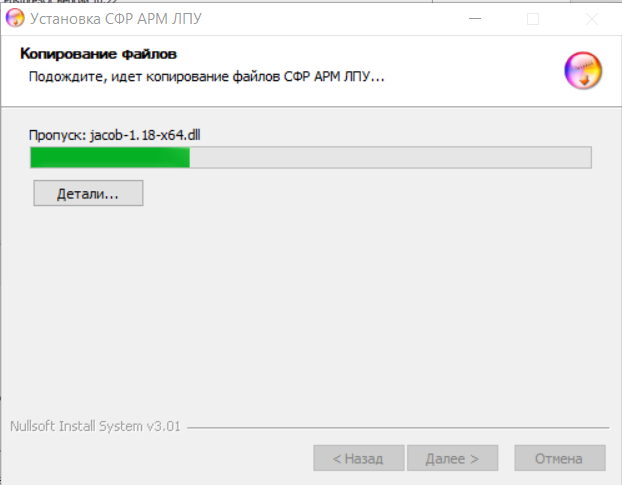 Установка СФР АРМ ЛПУ
Копирование файлов
Подождите, идет копирование файлов СФР АРМ ЛПУ...
Пропуск: jacob-1.18-x64.dll
Детали...
Nullsoft Install System v3.01
< Назад
Далее >
Отмена